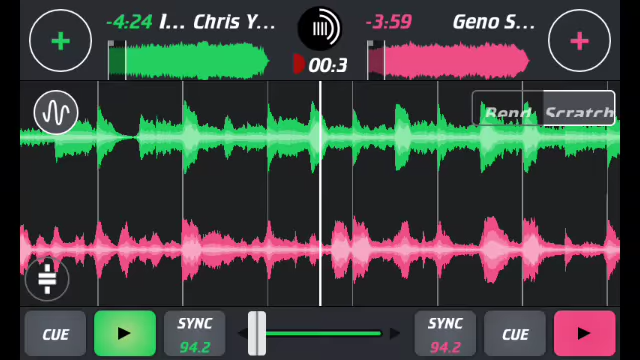 -4:24 I... Chris Y...
-3:59 Geno S...
00:3
Bend Scratch
CUE
SYNC
94.2
SYNC
94.2
CUE